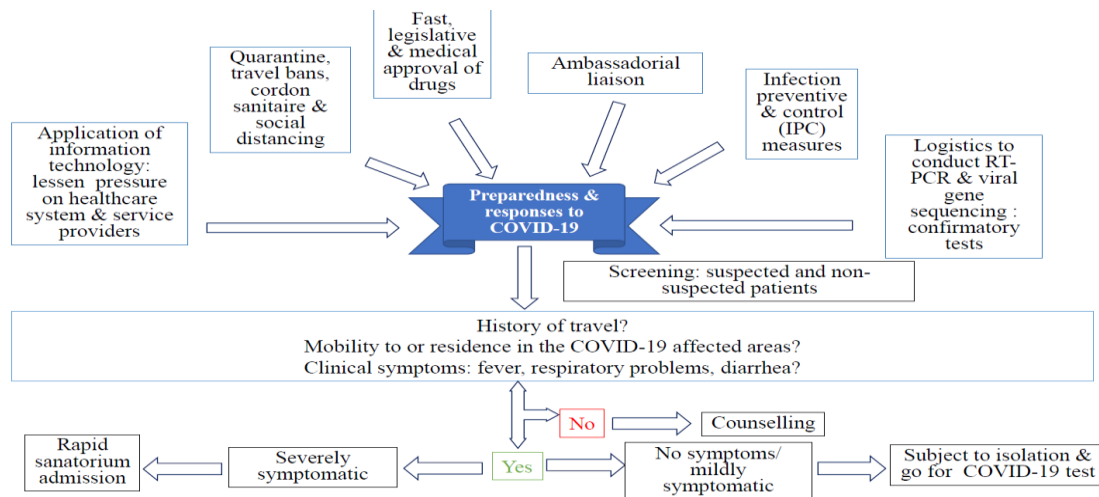 Fast,
legislative
& medical
approval of
drugs
Quarantine,
travel bans,
cordon
sanitaire &
social
distancing
Ambassadorial
liaison
Infection
preventive
& control
(IPC)
measures
Application of
information
technology:
lessen pressure
on healthcare
system & service
providers
Logistics to
conduct RT-
PCR & viral
gene
sequencing :
confirmatory
tests
Preparedness &
responses to
COVID-19
Screening: suspected and non-
suspected patients
History of travel?
Mobility to or residence in the COVID-19 affected areas?
Clinical symptoms: fever, respiratory problems, diarrhea?
No
Counselling
Rapid
sanatorium
admission
Severely
symptomatic
Yes
No symptoms/
mildly
symptomatic
Subject to isolation &
go for COVID-19 test